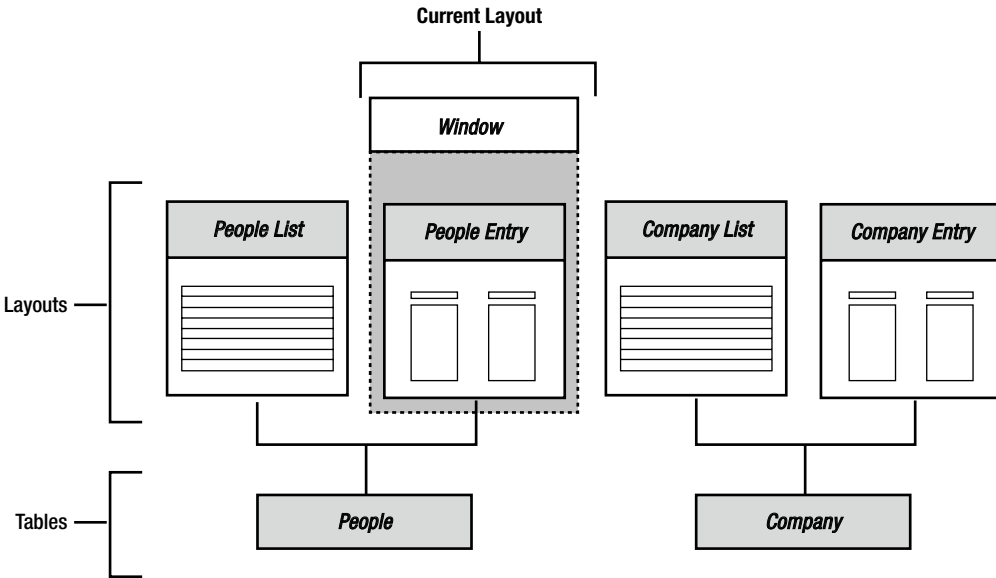 Current Layout
Window
People List
People Entry
Company List
Company Entry
Layouts
Tables
People
Company